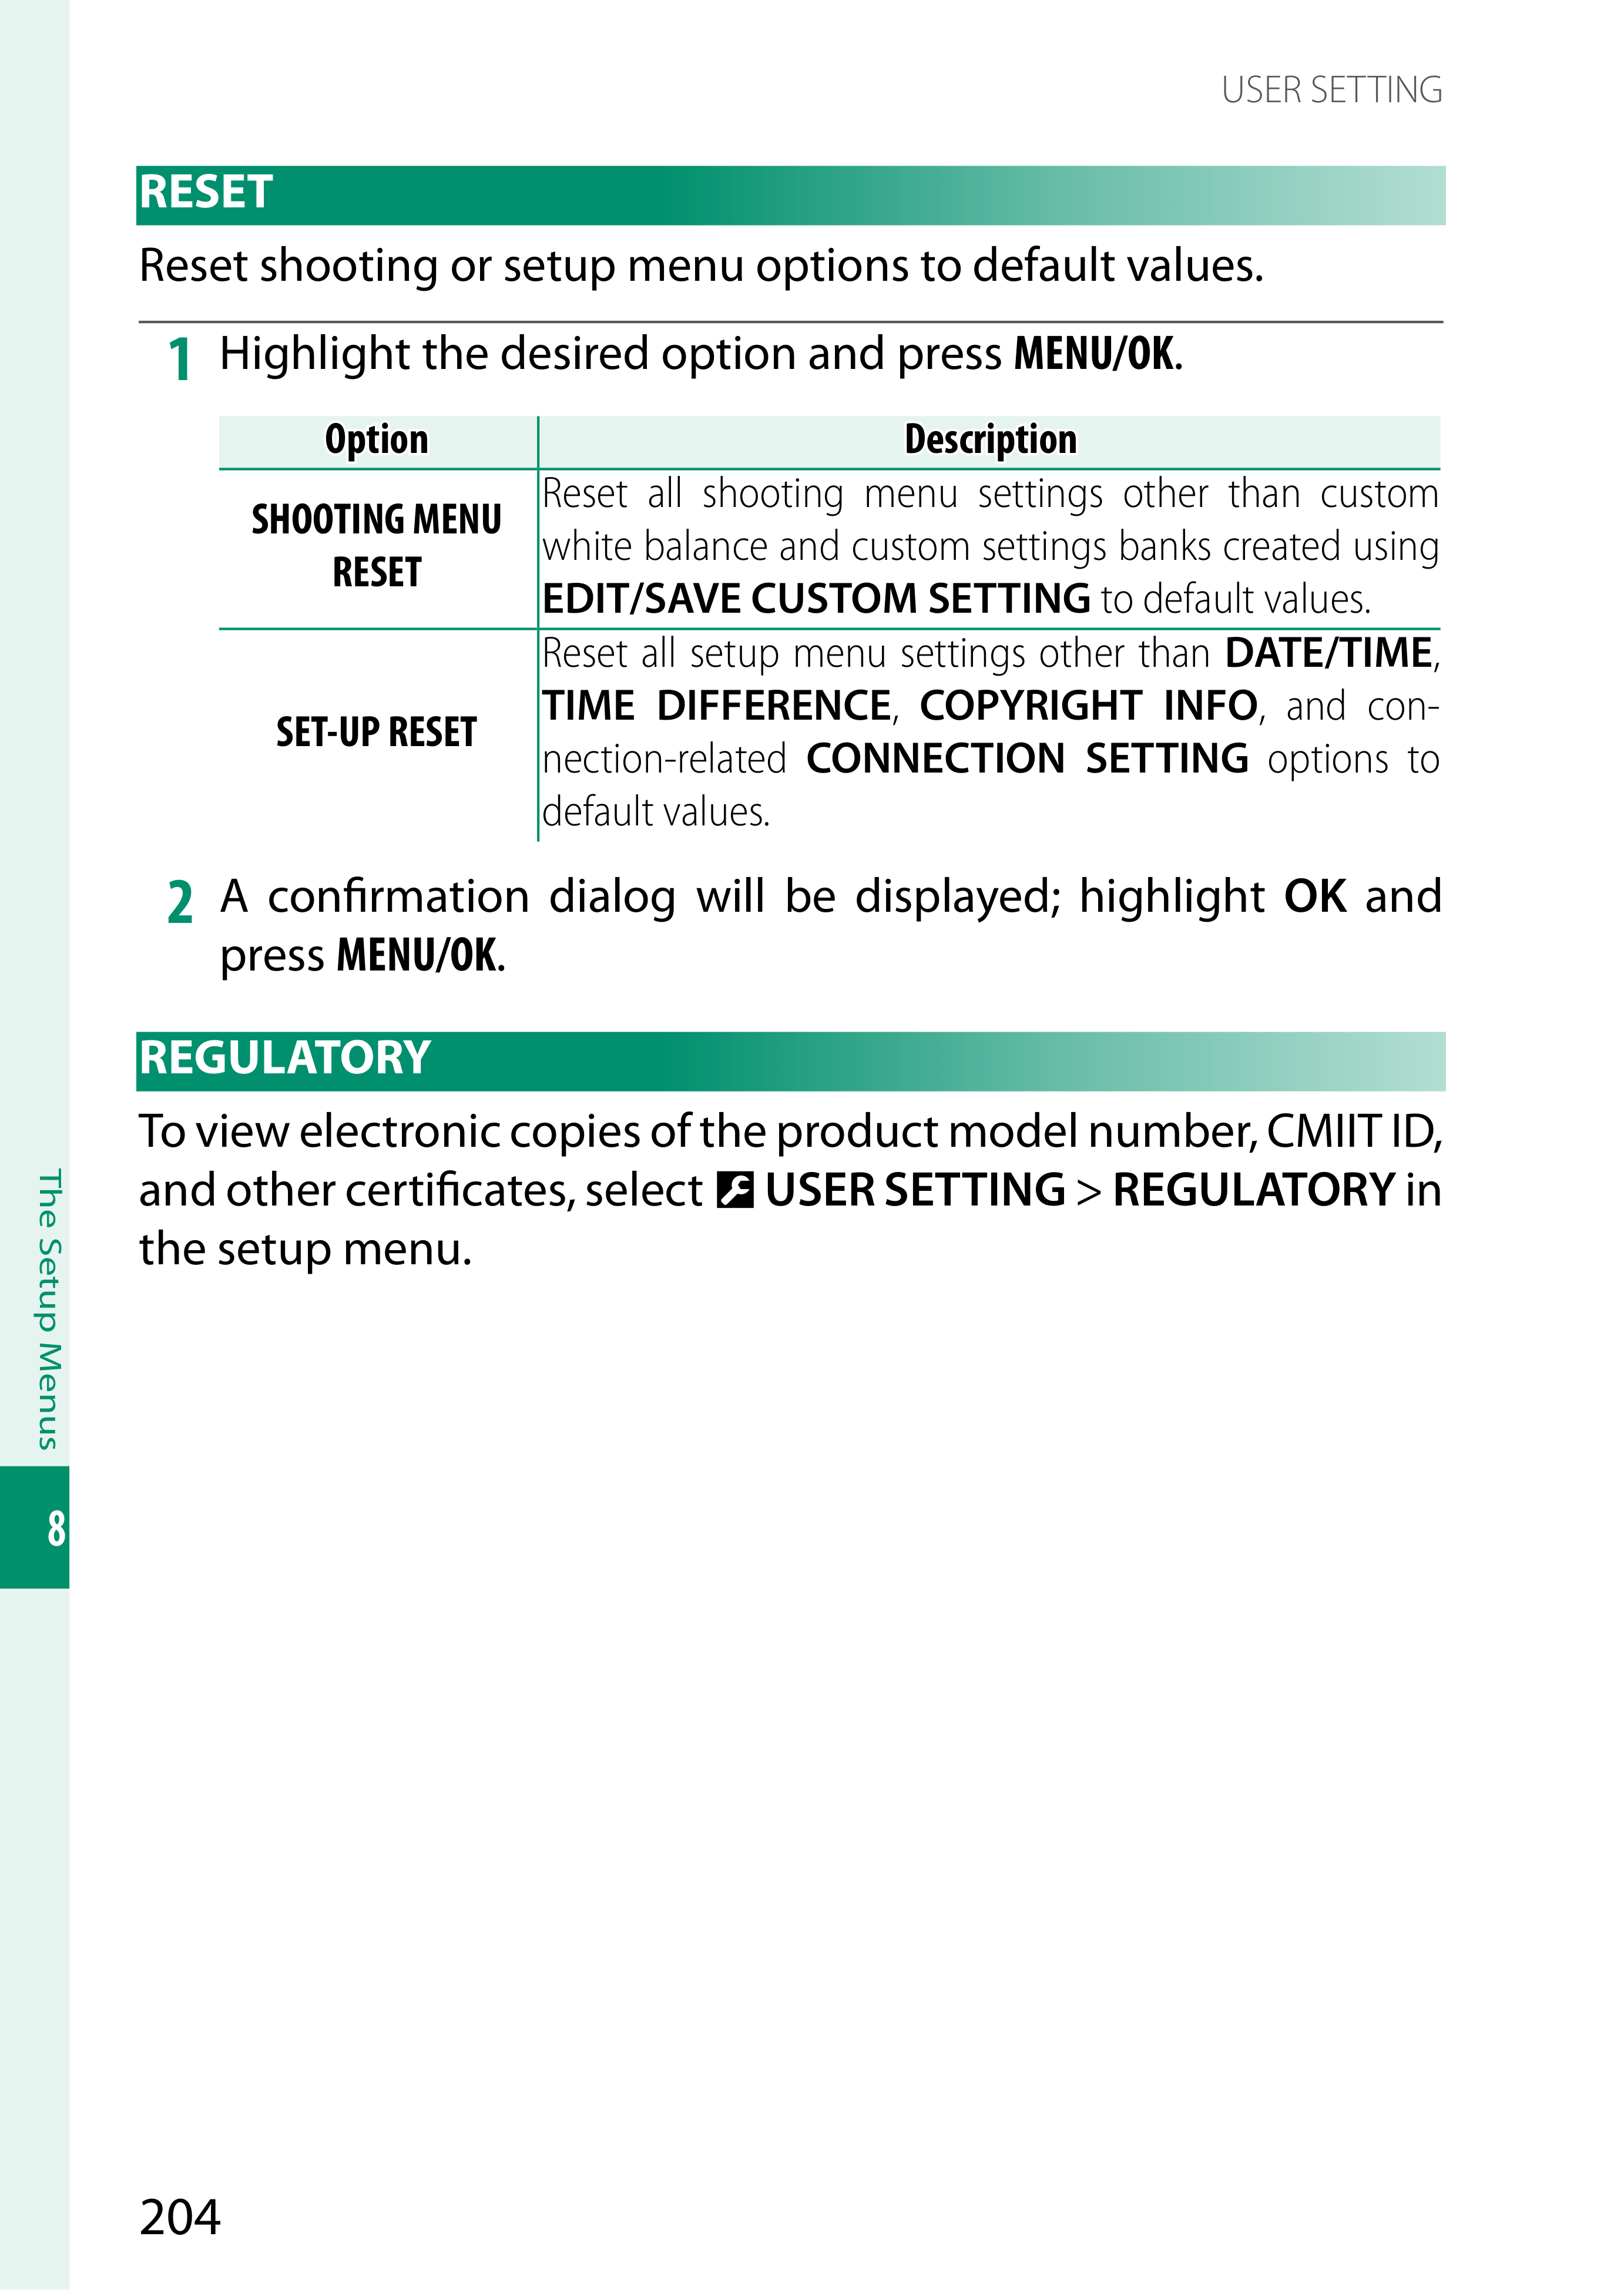 USER SETTING
RESET
Reset shooting or setup menu options to default values.
1 Highlight the desired option and press MENU/OK.
Option Description
SHOOTING MENU
RESET
Reset all shooting menu settings other than custom
white balance and custom settings banks created using
EDIT/SAVE CUSTOM SETTING to default values.
SET-UP RESET
Reset all setup menu settings other than DATE/TIME,
TIME DIFFERENCE, COPYRIGHT INFO, and con-
nection-related CONNECTION SETTING options to
default values.
2 A confirmation dialog will be displayed; highlight OK and
press MENU/OK.
REGULATORY
To view electronic copies of the product model number, CMIIT ID,
and other certificates, select USER SETTING > REGULATORY in
the setup menu.
The Setup Menus
8
204